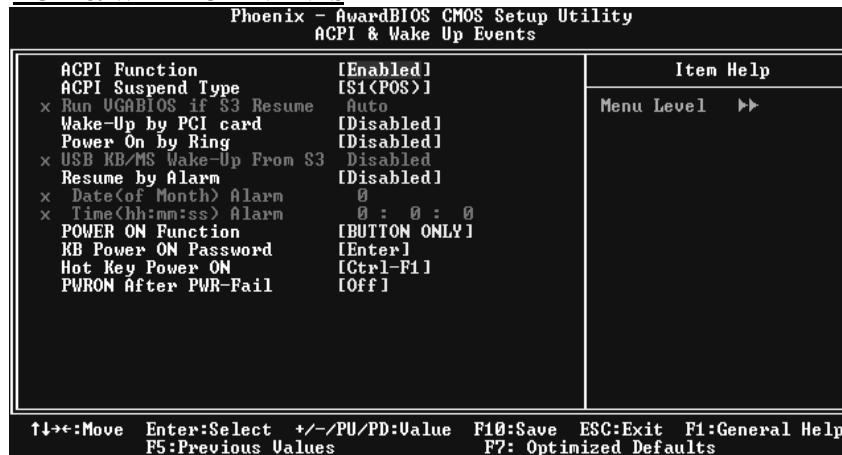 Phoenix - AwardBIOS CMOS Setup Utility
ACPI & Wake Up Events
ACPI Function [Enabled]
ACPI Suspend Type [S1(POS)]
x Run VGABIOS if S3 Resume Auto
Wake-Up by PCI card [Disabled]
Power On by Ring [Disabled]
x USB KB/MS Wake-Up From S3 Disabled
Resume by Alarm [Disabled]
x Date(of Month) Alarm 0
x Time(hh:mm:ss) Alarm 0 : 0 : 0
POWER ON Function [BUTTON ONLY]
KB Power ON Password [Enter]
Hot Key Power ON [Ctrl-F1]
PWRON After PWR-Fail [Off]
Item Help
Menu Level ▶▶
↑↓→←:Move Enter:Select +/-/PU/PD:Value F10:Save ESC:Exit F1:General Help
F5:Previous Values F7: Optimized Defaults